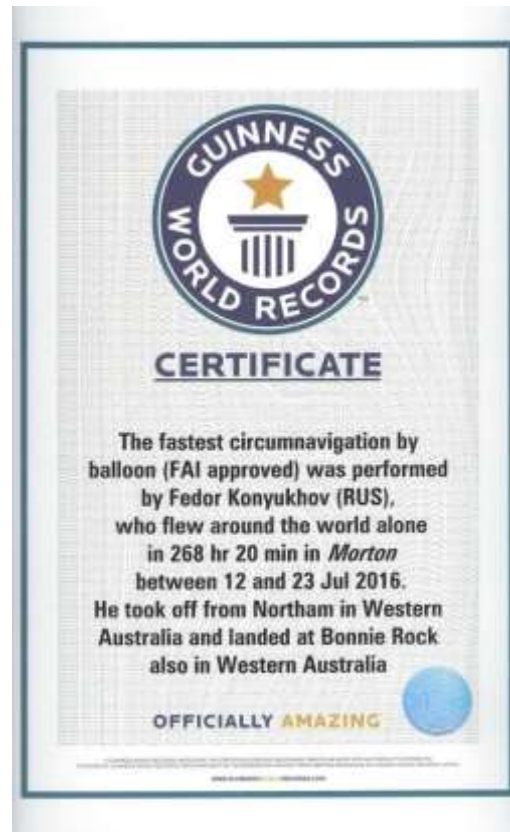 GUINNESS
WORLD RECORDS
CERTIFICATE
The fastest circumnavigation by
balloon (FAI approved) was performed
by Fedor Konyukhov (RUS),
who flew around the world alone
in 268 hr 20 min in Morton
between 12 and 23 Jul 2016.
He took off from Northam in Western
Australia and landed at Bonnie Rock
also in Western Australia
OFFICIALLY AMAZING